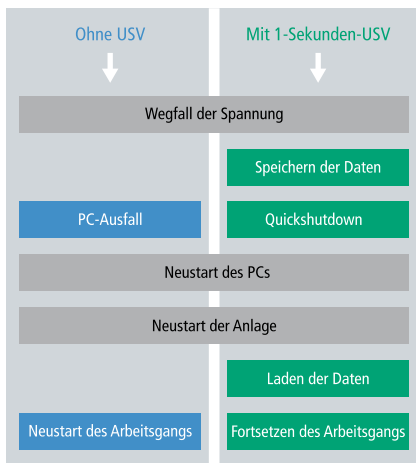 Ohne USV
Mit 1-Sekunden-USV
Wegfall der Spannung
Speichern der Daten
PC-Ausfall
Quickshutdown
Neustart des PCs
Neustart der Anlage
Laden der Daten
Neustart des Arbeitsgangs
Fortsetzen des Arbeitsgangs